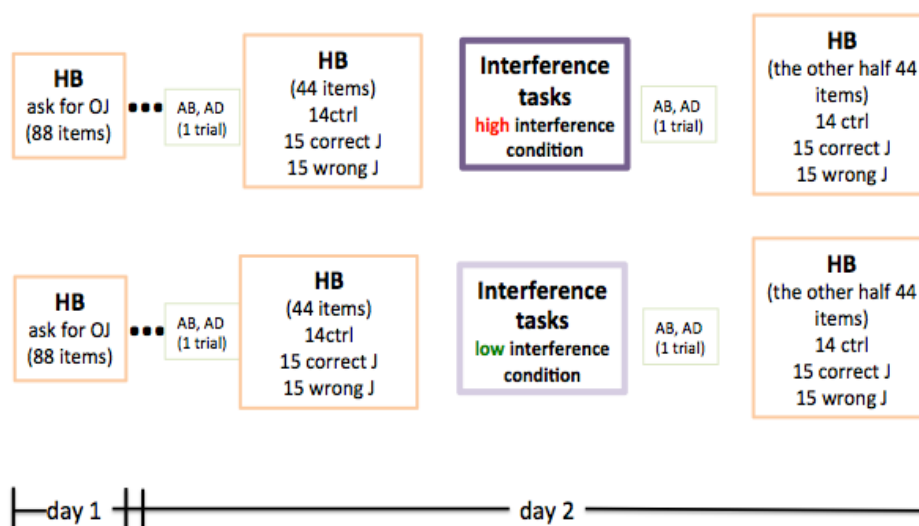 HB
ask for OJ
(88 items)
AB, AD
(1 trial)
HB
(44 items)
14ctrl
15 correct J
15 wrong J
Interference
tasks
high interference
condition
AB, AD
(1 trial)
HB
(the other half 44
items)
14 ctrl
15 correct J
15 wrong J
HB
ask for OJ
(88 items)
AB, AD
(1 trial)
HB
(44 items)
14ctrl
15 correct J
15 wrong J
Interference
tasks
low interference
condition
AB, AD
(1 trial)
HB
(the other half 44
items)
14 ctrl
15 correct J
15 wrong J
day 1
day 2